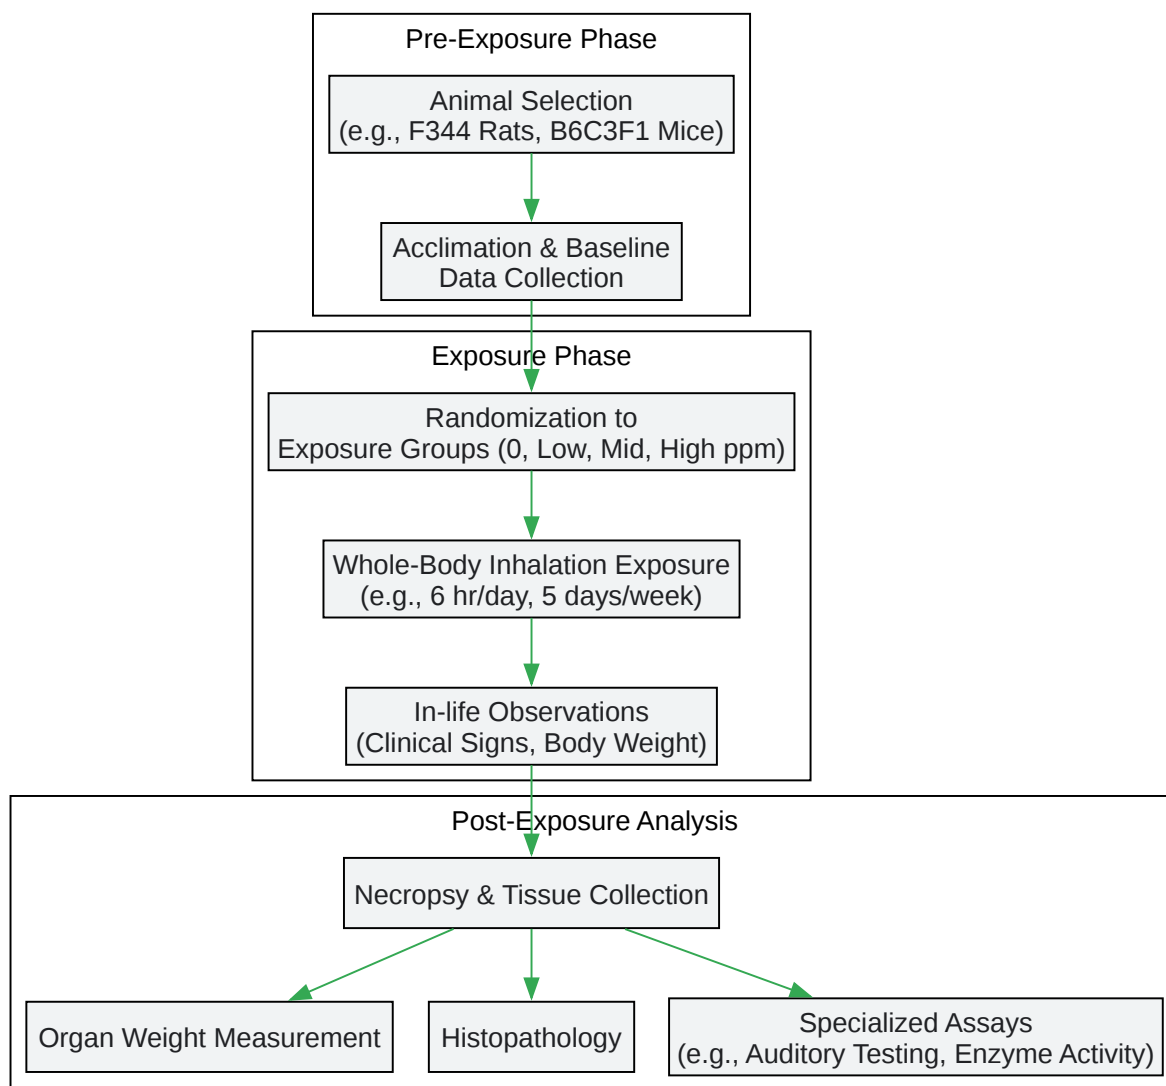 Pre-Exposure Phase
Animal Selection
(e.g., F344 Rats, B6C3F1 Mice)
Acclimation & Baseline
Data Collection
Exposure Phase
Randomization to
Exposure Groups (0, Low, Mid, High ppm)
Whole-Body Inhalation Exposure
(e.g., 6 hr/day, 5 days/week)
In-life Observations
(Clinical Signs, Body Weight)
Post-Exposure Analysis
Necropsy & Tissue Collection
Organ Weight Measurement
Histopathology
Specialized Assays
(e.g., Auditory Testing, Enzyme Activity)